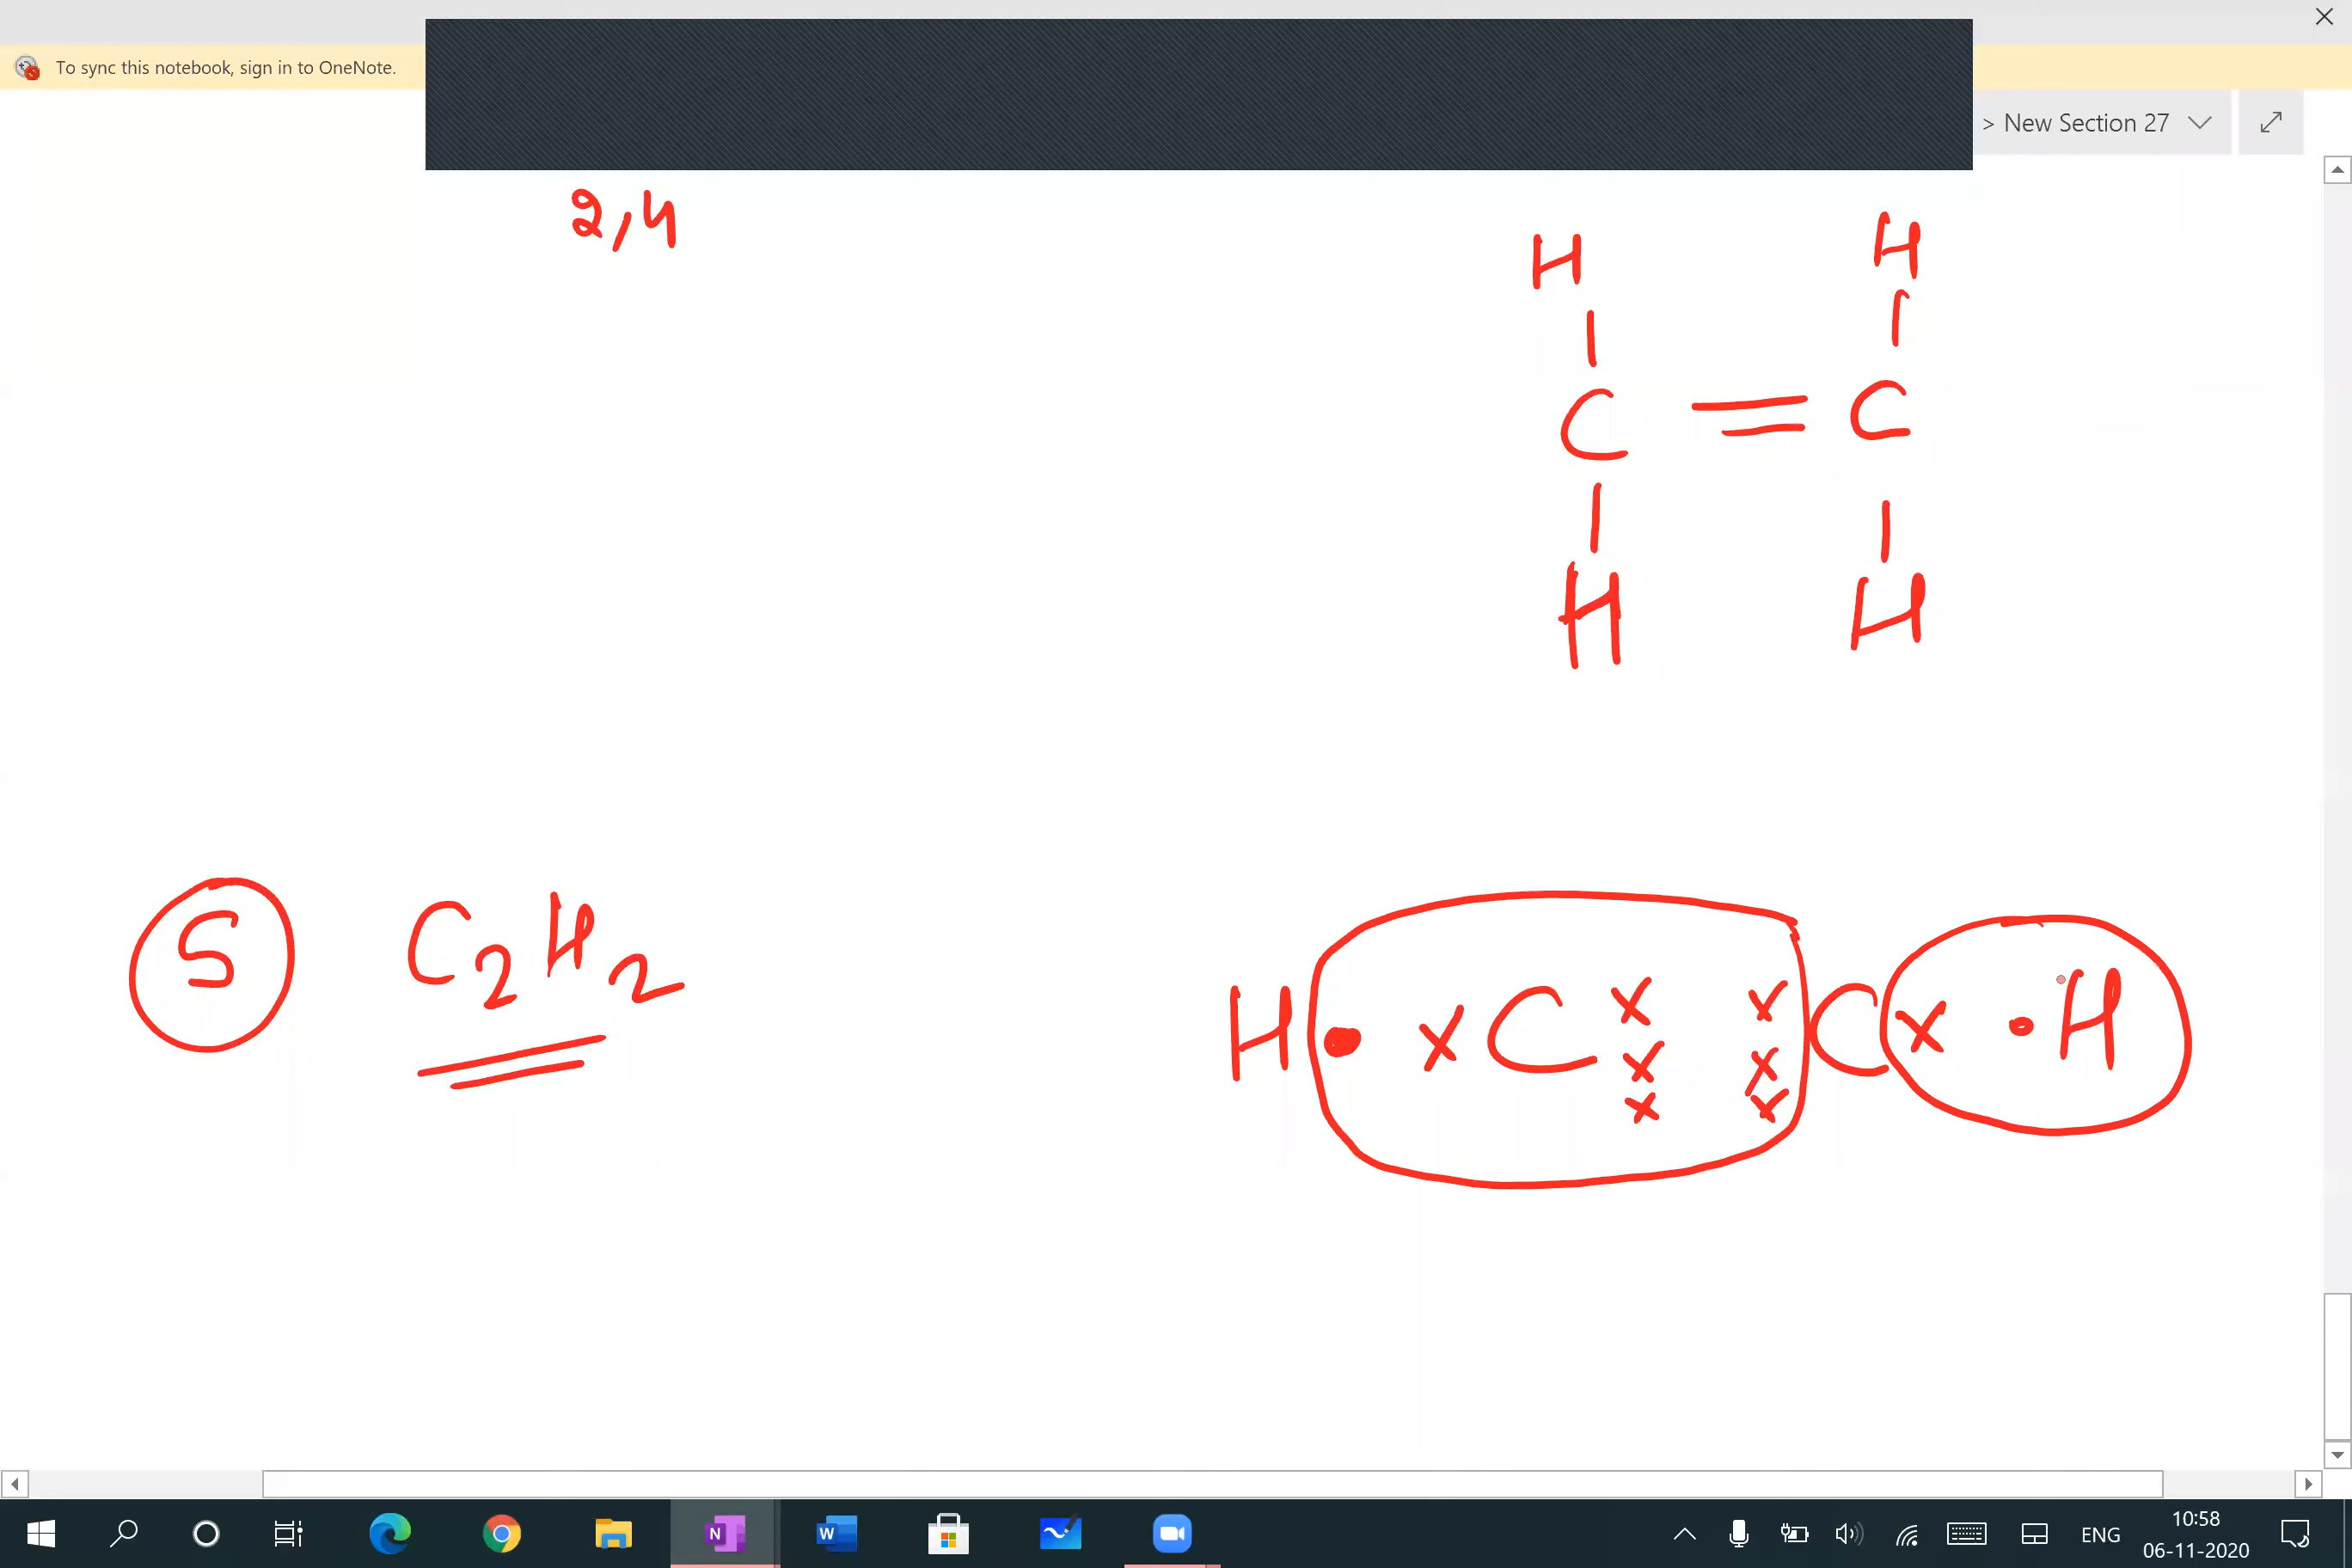 To sync this notebook, sign in to OneNote.
> New Section 27
2,4
H H
C = C
H H
5 C2H2
H • x C x x x x x x C x • H
N
W
ENG
10:58
06-11-2020